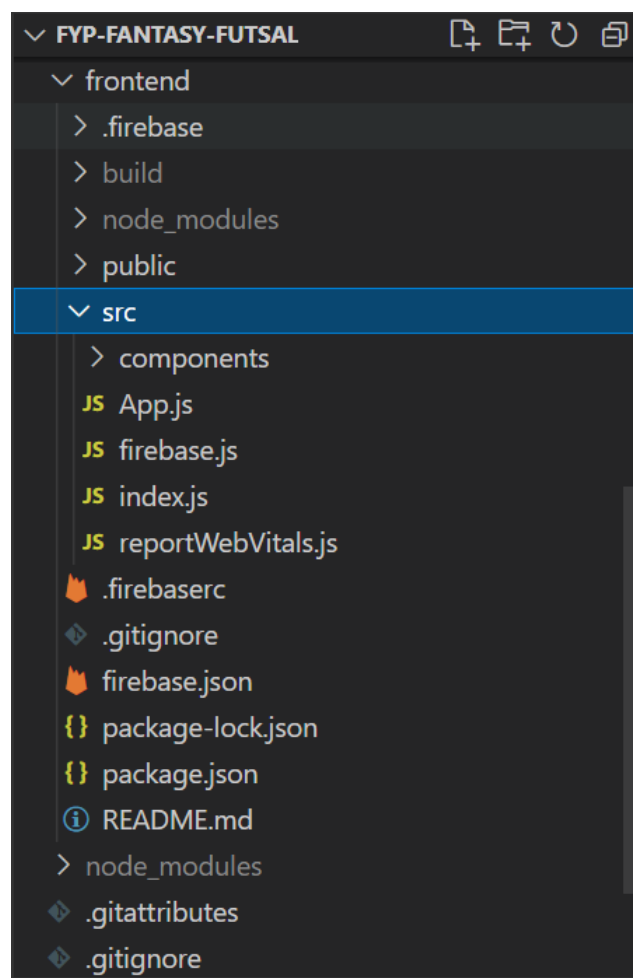 FYP-FANTASY-FUTSAL
frontend
.firebase
build
node_modules
public
src
components
JS App.js
JS firebase.js
JS index.js
JS reportWebVitals.js
.firebaserc
.gitignore
firebase.json
{} package-lock.json
{} package.json
README.md
node_modules
.gitattributes
.gitignore